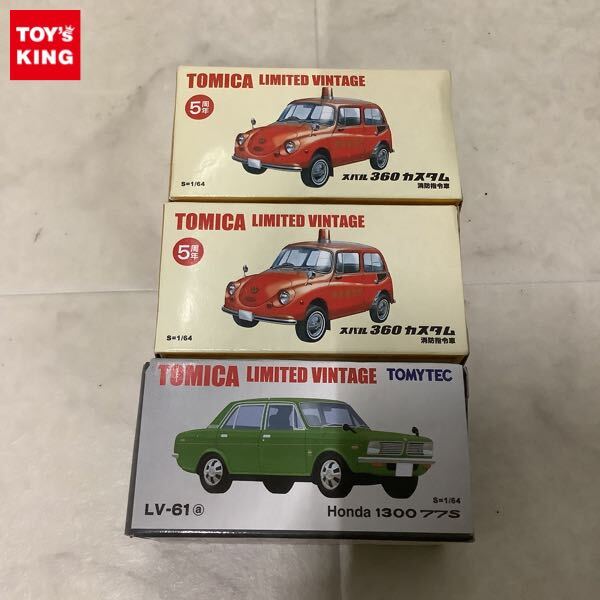 TOY's
KING
TOMICA LIMITED VINTAGE
5周年
S=1/64
スバル 360 カスタム
消防指令車
TOMICA LIMITED VINTAGE
5周年
S=1/64
スバル 360 カスタム
消防指令車
TOMICA LIMITED VINTAGE TOMYTEC
S=1/64
LV-61ⓐ Honda 1300 77S